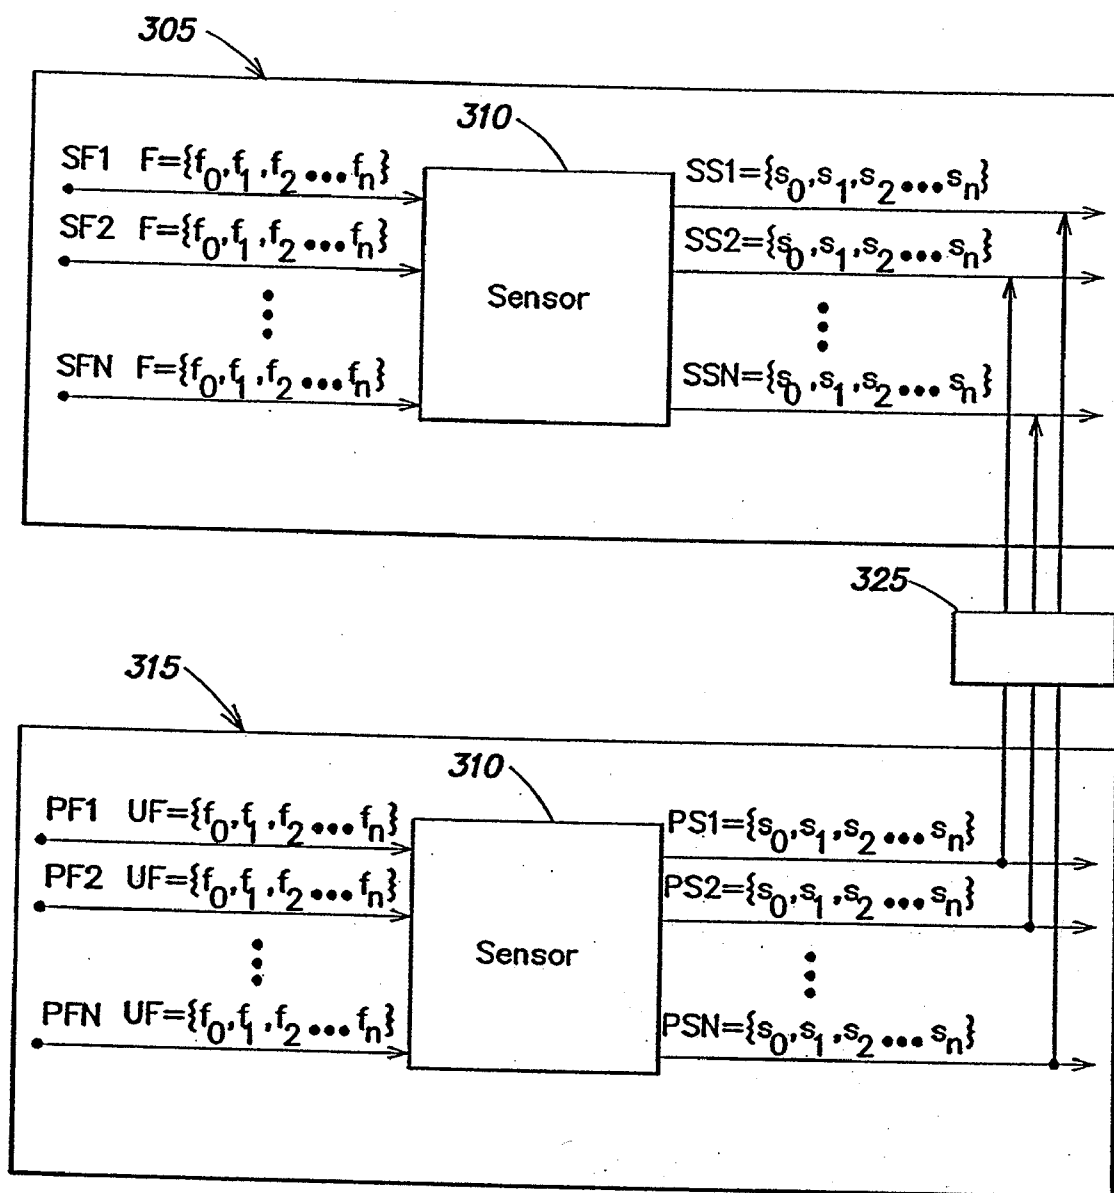 305
310
SF1 F={f₀,f₁,f₂•••fₙ}
SS1={s₀,s₁,s₂•••sₙ}
SF2 F={f₀,f₁,f₂•••fₙ}
SS2={s₀,s₁,s₂•••sₙ}
Sensor
SFN F={f₀,f₁,f₂•••fₙ}
SSN={s₀,s₁,s₂•••sₙ}
325
315
310
PF1 UF={f₀,f₁,f₂•••fₙ}
PS1={s₀,s₁,s₂•••sₙ}
PF2 UF={f₀,f₁,f₂•••fₙ}
PS2={s₀,s₁,s₂•••sₙ}
Sensor
PFN UF={f₀,f₁,f₂•••fₙ}
PSN={s₀,s₁,s₂•••sₙ}